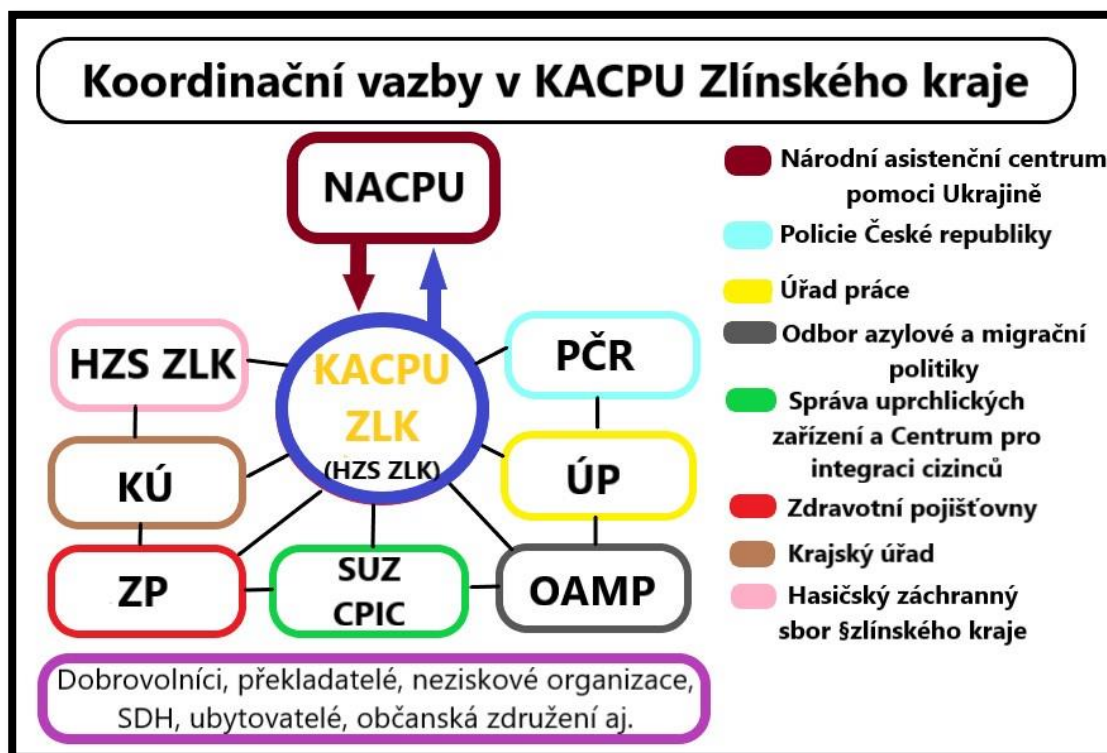 Koordinační vazby v KACPU Zlínského kraje
NACPU
HZS ZLK
KACPU
ZLK
(HZS ZLK)
PČR
KÚ
ÚP
ZP
SUZ
CPIC
OAMP
Dobrovolníci, překladatelé, neziskové organizace,
SDH, ubytovatelé, občanská združení aj.
Národní asistenční centrum
pomoci Ukrajině
Policie České republiky
Úřad práce
Odbor azylové a migrační
politiky
Správa uprchlických
zařízení a Centrum pro
integraci cizinců
Zdravotní pojišťovny
Krajský úřad
Hasičský záchranný
sbor §zlínského kraje